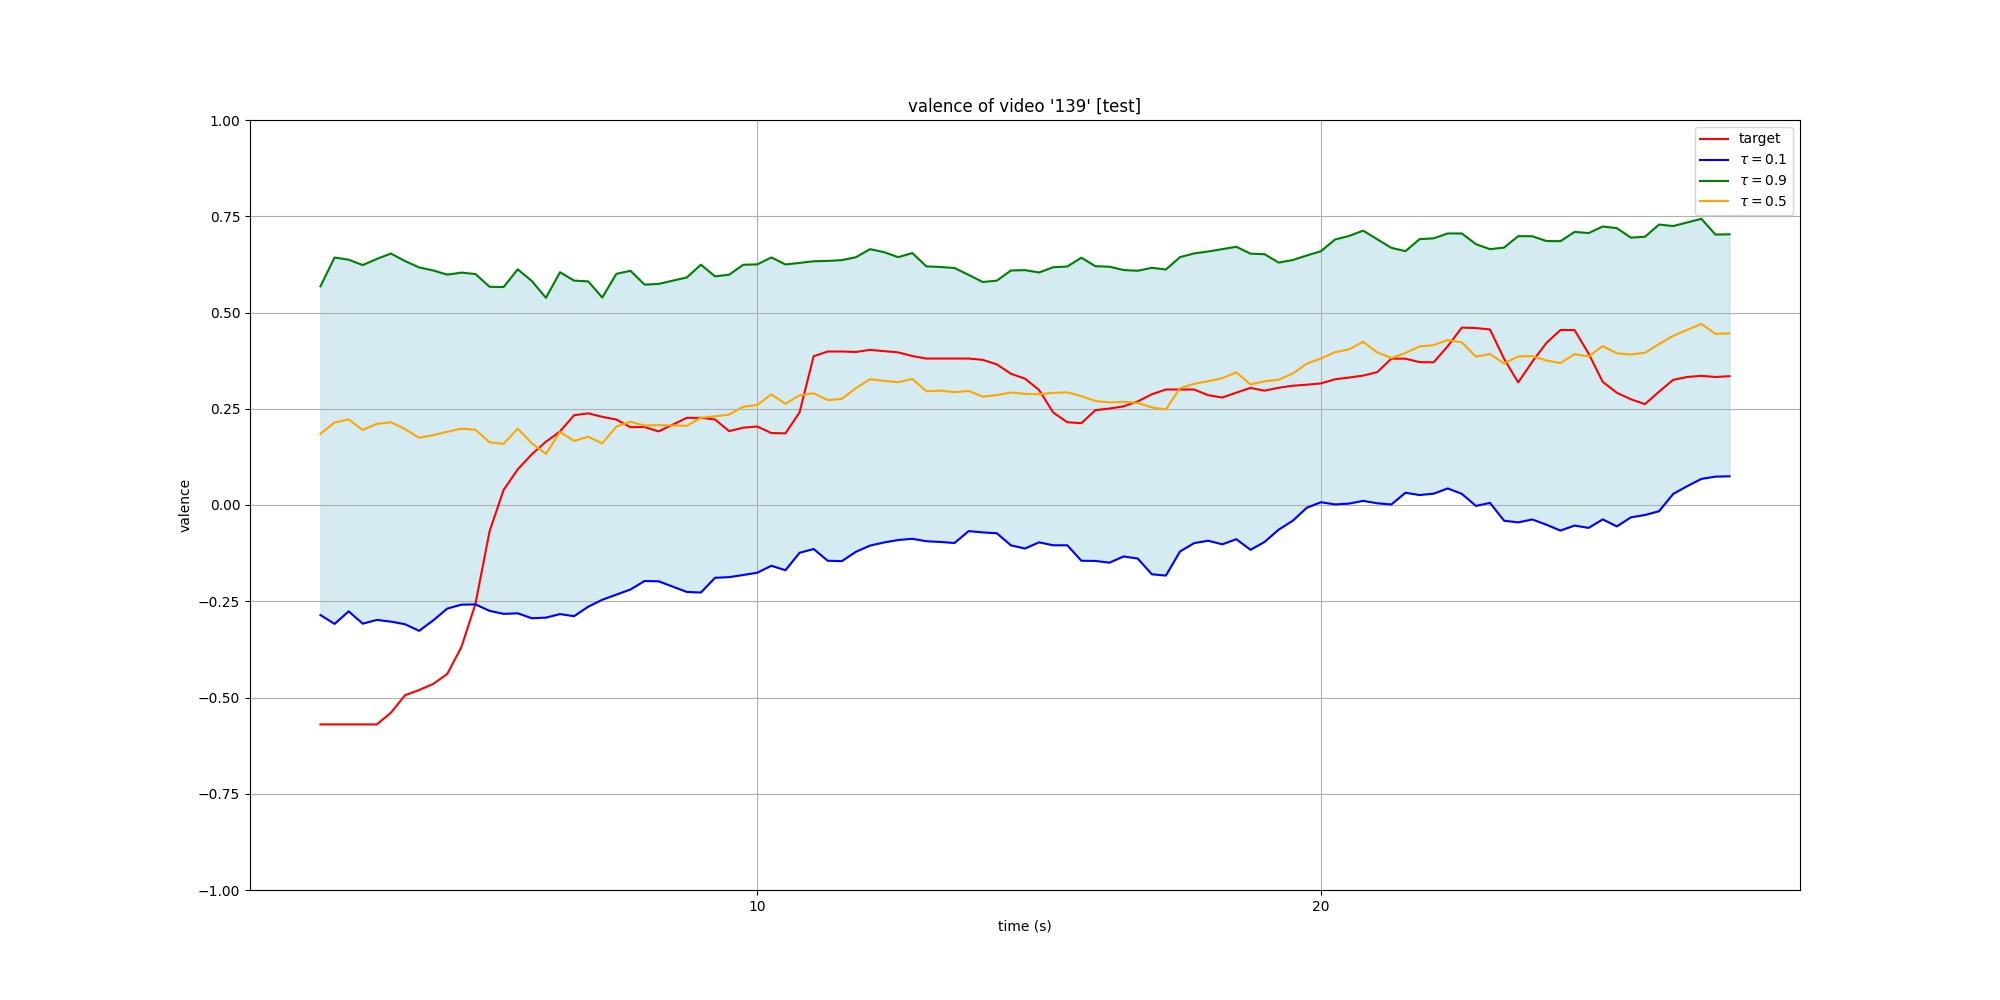 valence of video '139' [test]
1.00
0.75
0.50
0.25
0.00
−0.25
−0.50
−0.75
−1.00
valence
10
20
time (s)
target
τ = 0.1
τ = 0.9
τ = 0.5